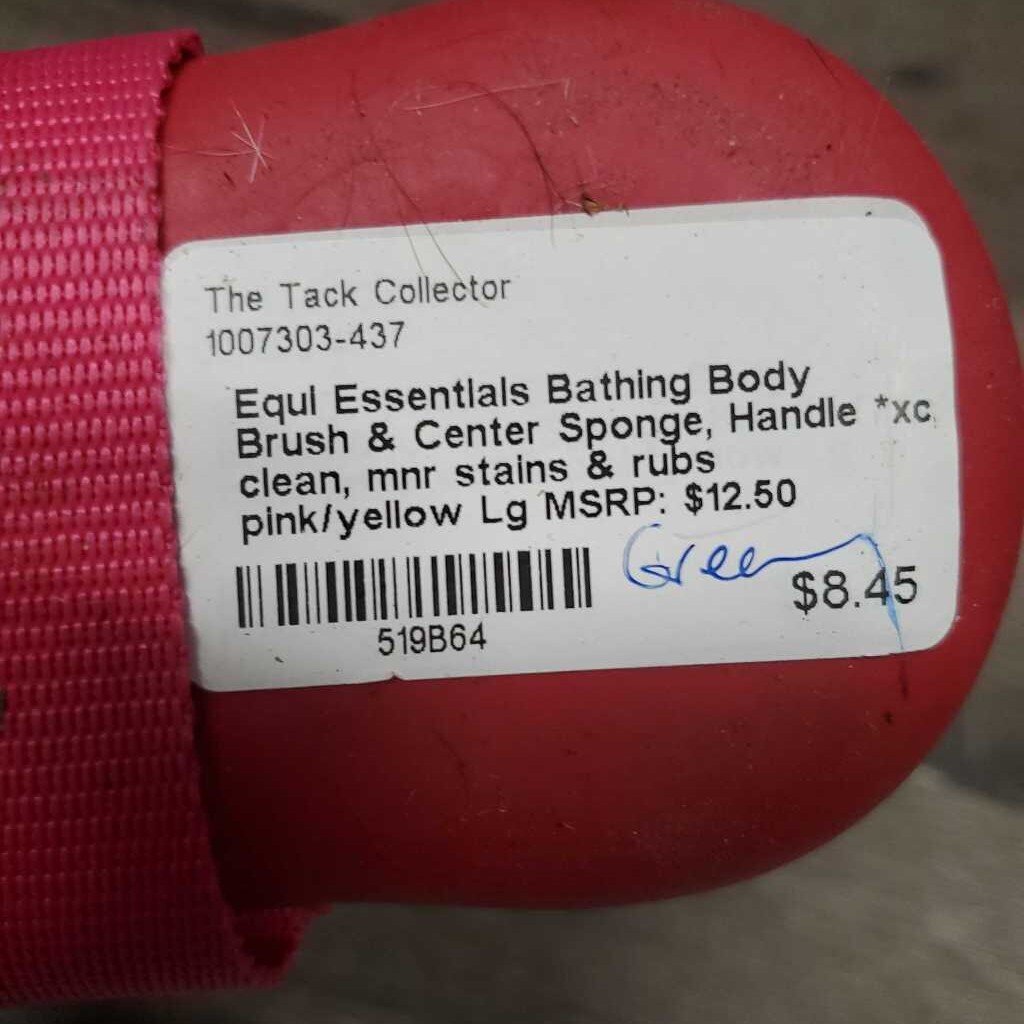 The Tack Collector
1007303-437
Equi Essentials Bathing Body
Brush & Center Sponge, Handle *xc
clean, mnr stains & rubs
pink/yellow Lg MSRP: $12.50
Green
$8.45
519B64